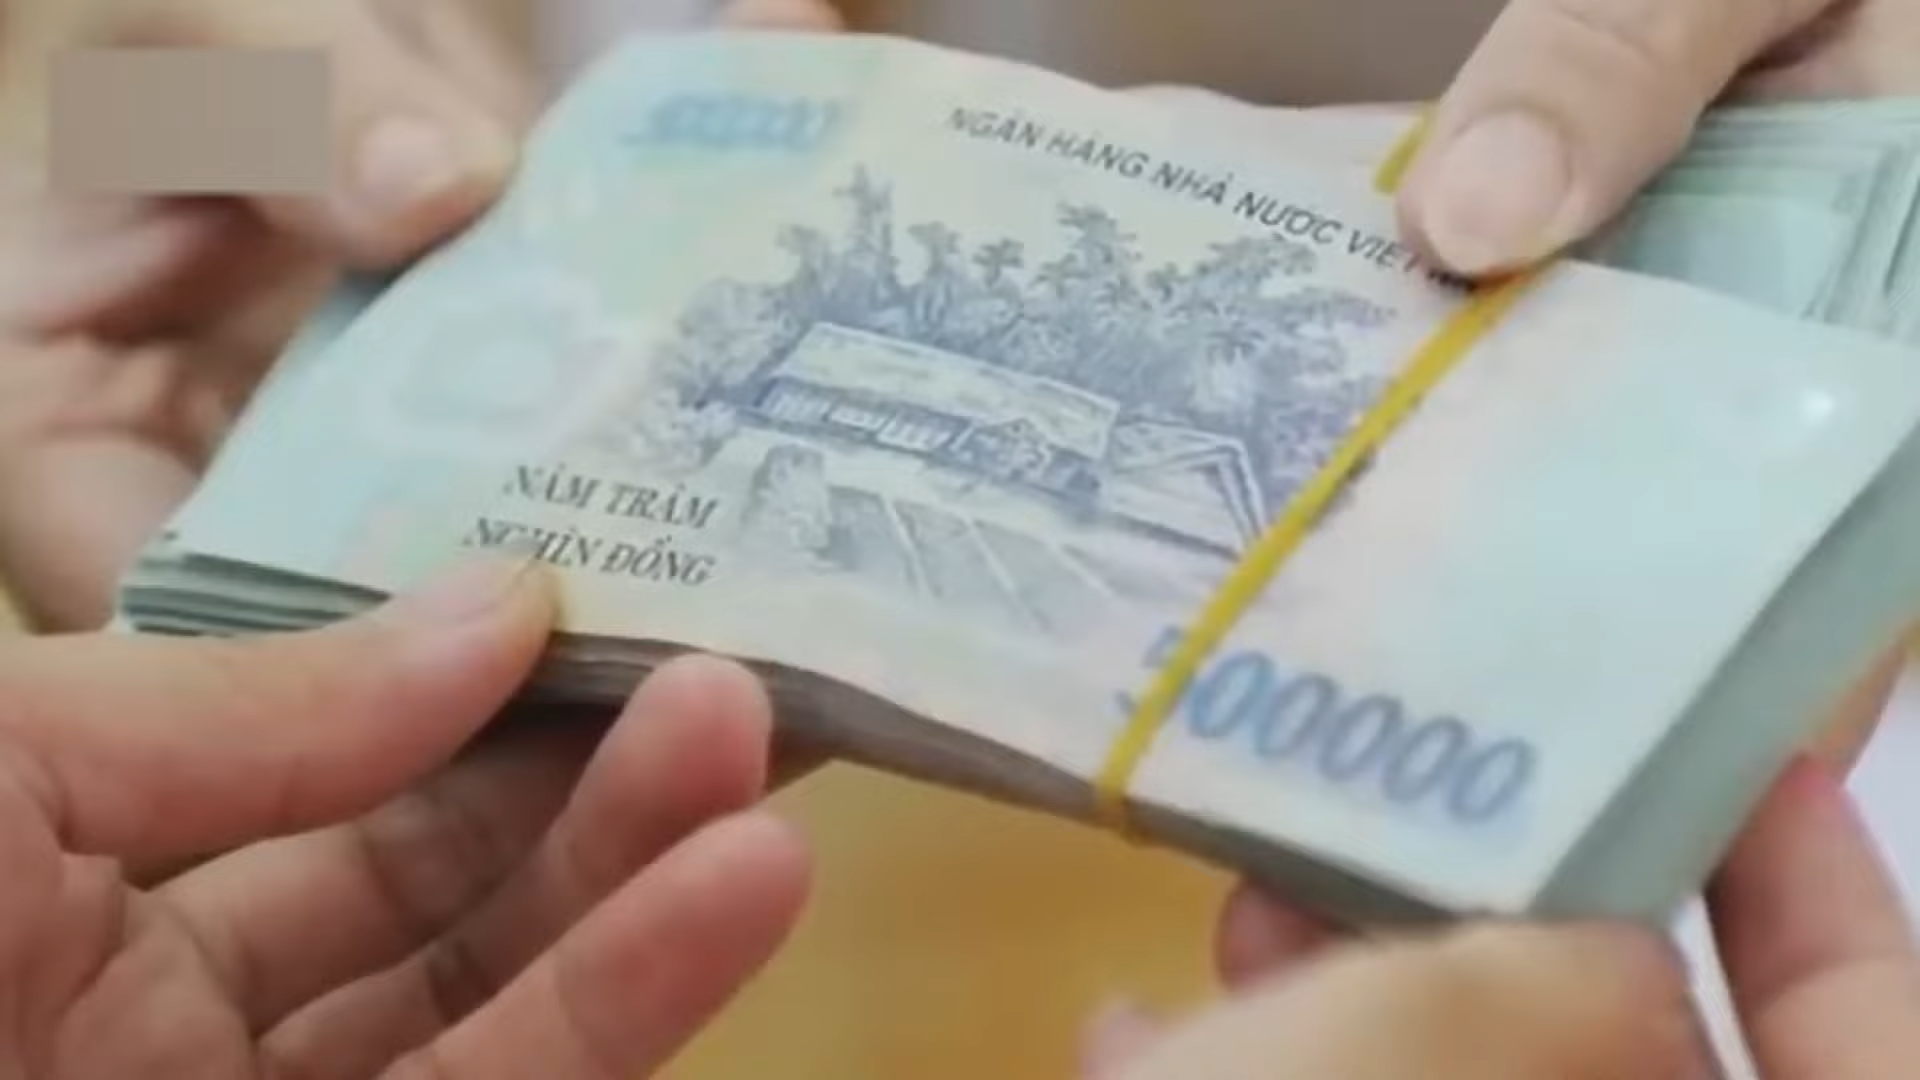 NGÂN HÀNG NHÀ NƯỚC VIỆT
NĂM TRĂM
NGHÌN ĐỒNG
500000